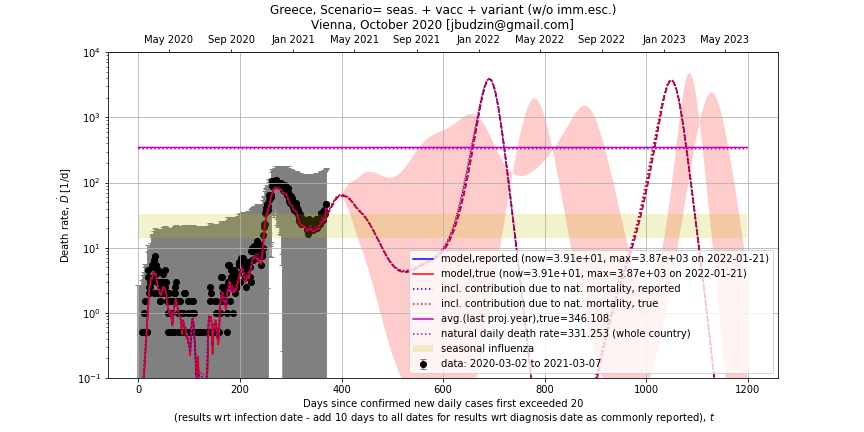 Greece, Scenario= seas. + vacc + variant (w/o imm.esc.)
Vienna, October 2020 [jbudzin@gmail.com]
May 2020 Sep 2020 Jan 2021 May 2021 Sep 2021 Jan 2022 May 2022 Sep 2022 Jan 2023 May 2023
10⁴
10³
10²
10¹
10⁰
10⁻¹
Death rate, Ḋ [1/d]
model,reported (now=3.91e+01, max=3.87e+03 on 2022-01-21)
model,true (now=3.91e+01, max=3.87e+03 on 2022-01-21)
incl. contribution due to nat. mortality, reported
incl. contribution due to nat. mortality, true
avg.(last proj.year),true=346.108
natural daily death rate=331.253 (whole country)
seasonal influenza
data: 2020-03-02 to 2021-03-07
0 200 400 600 800 1000 1200
Days since confirmed new daily cases first exceeded 20
(results wrt infection date - add 10 days to all dates for results wrt diagnosis date as commonly reported), t